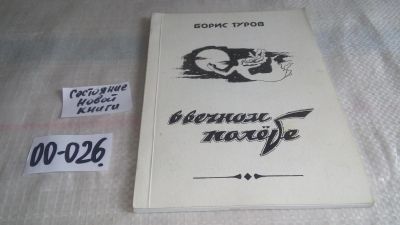 БОРИС ТУРОВ
в вечном
полёте
состояние
новой
книги
00-026